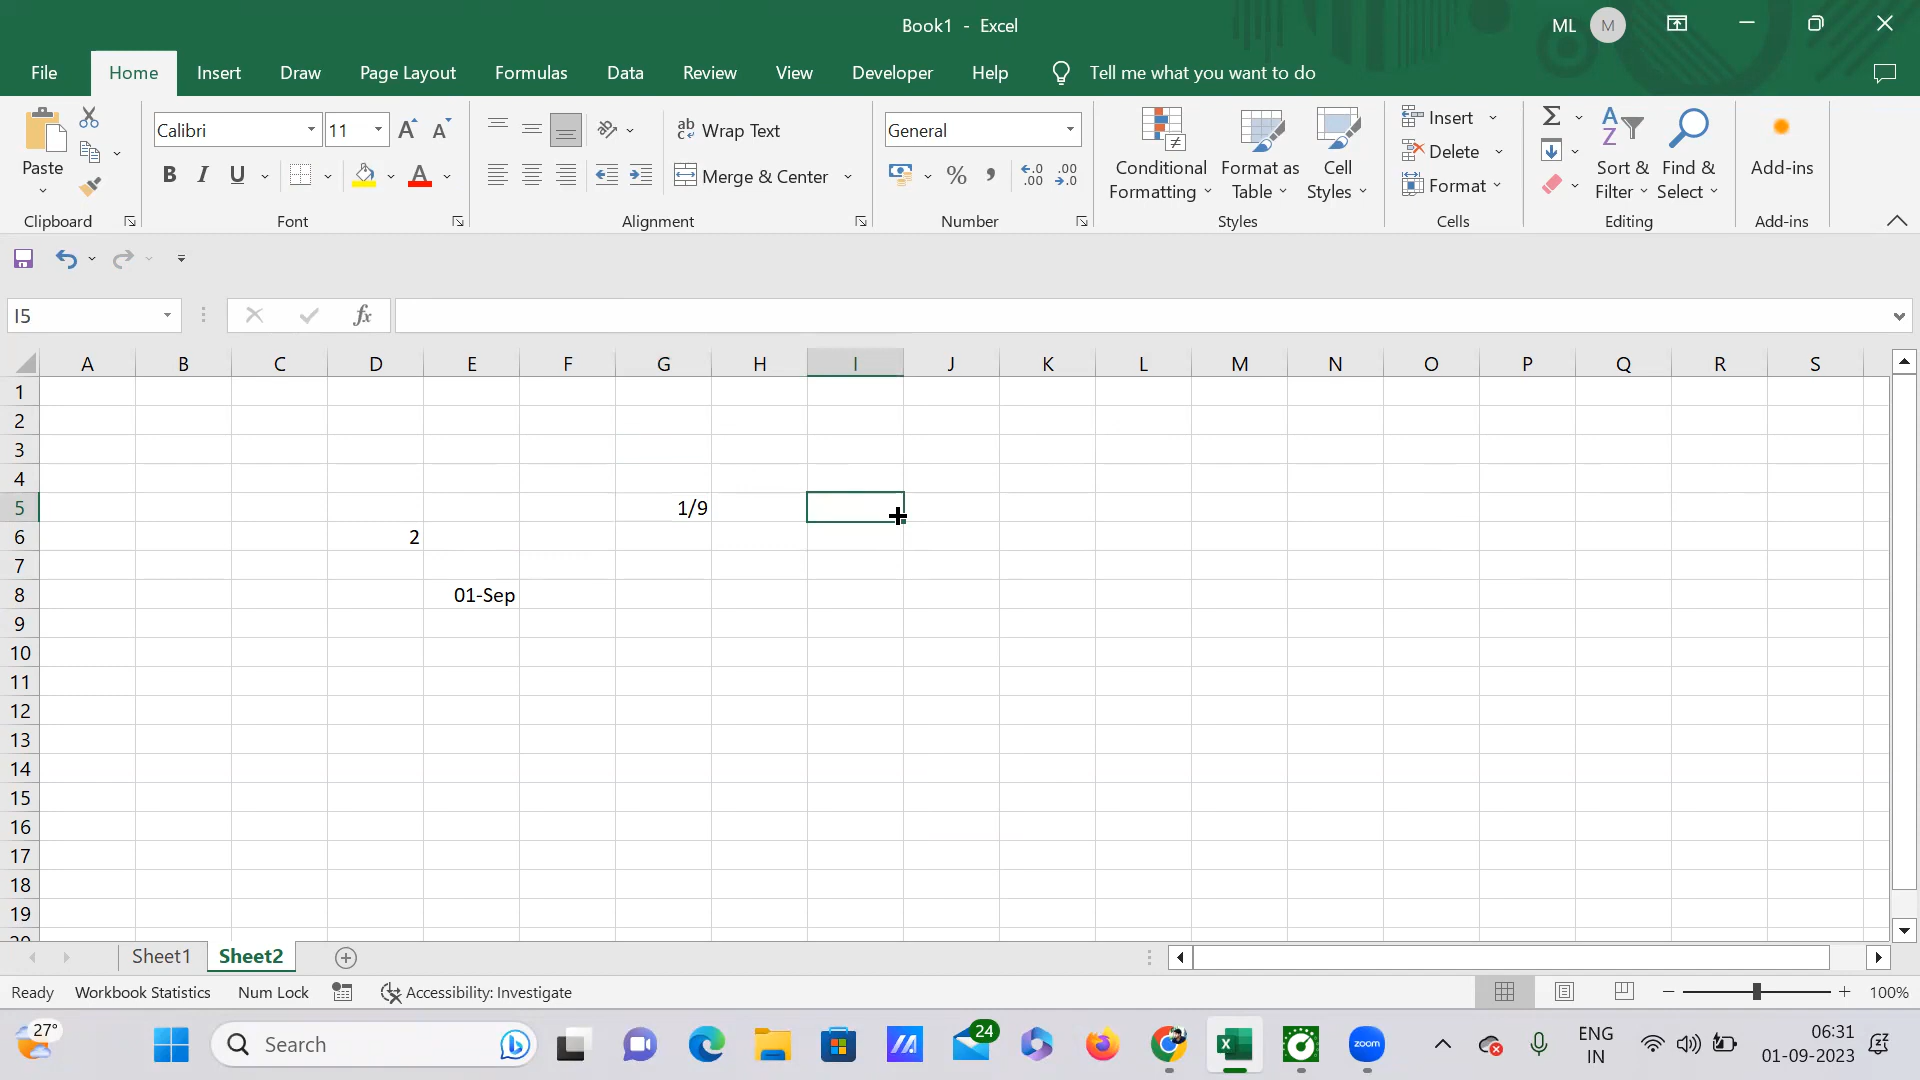 Book1 - Excel
ML M
File Home Insert Draw Page Layout Formulas Data Review View Developer Help Tell me what you want to do
Paste
Clipboard
Calibri 11
B I U A
Font
Wrap Text
Merge & Center
Alignment
General
%
Number
Conditional Formatting
Format as Table
Cell Styles
Styles
Insert
Delete
Format
Cells
Sort & Filter
Find & Select
Editing
Add-ins
Add-ins
I5 fx
A B C D E F G H I J K L M N O P Q R S
1
2
3
4
5 1/9
6 2
7
8 01-Sep
9
10
11
12
13
14
15
16
17
18
19
20
Sheet1 Sheet2
Ready Workbook Statistics Num Lock Accessibility: Investigate 100%
27° Search 24 zoom ENG IN 06:31 01-09-2023